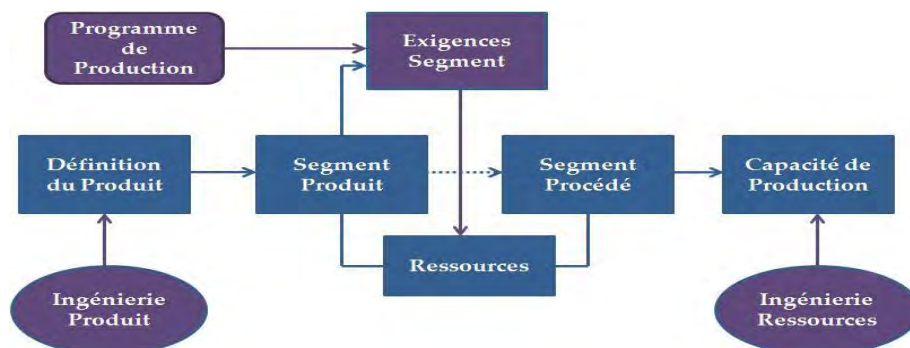 Programme
de
Production
Exigences
Segment
Définition
du Produit
Segment
Produit
Segment
Procédé
Capacité de
Production
Ressources
Ingénierie
Produit
Ingénierie
Ressources